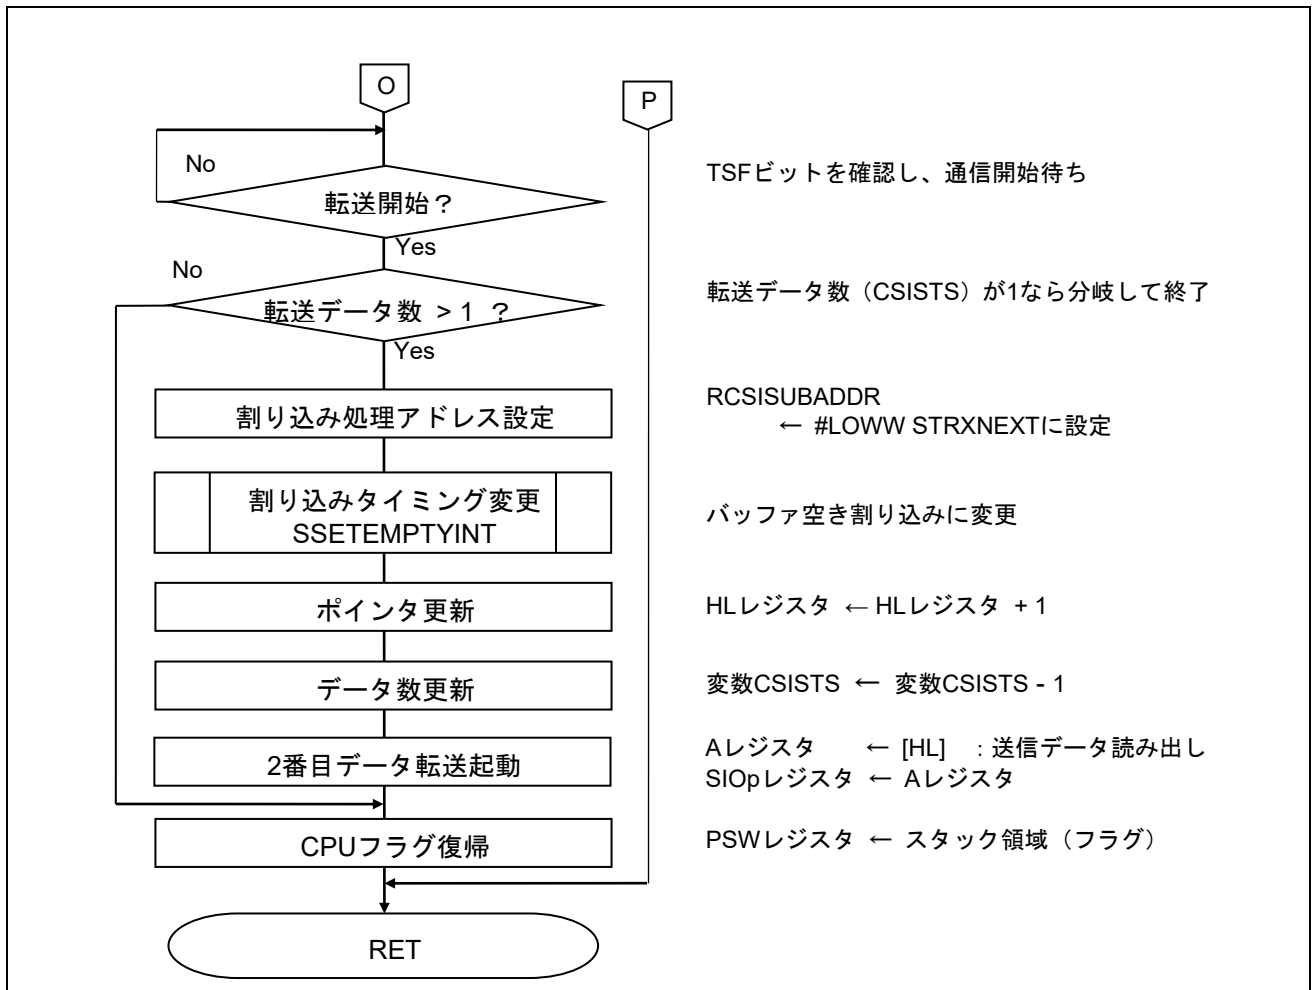 O
P
No
TSFビットを確認し、通信開始待ち
転送開始？
Yes
No
転送データ数（CSISTS）が1なら分岐して終了
転送データ数 > 1 ？
Yes
RCSISUBADDR
割り込み処理アドレス設定
← #LOWW STRXNEXTに設定
割り込みタイミング変更
SSETEMPTYINT
バッファ空き割り込みに変更
ポインタ更新
HLレジスタ ← HLレジスタ + 1
データ数更新
変数CSISTS ← 変数CSISTS - 1
2番目データ転送起動
Aレジスタ ← [HL] ：送信データ読み出し
SIOpレジスタ ← Aレジスタ
CPUフラグ復帰
PSWレジスタ ← スタック領域（フラグ）
RET